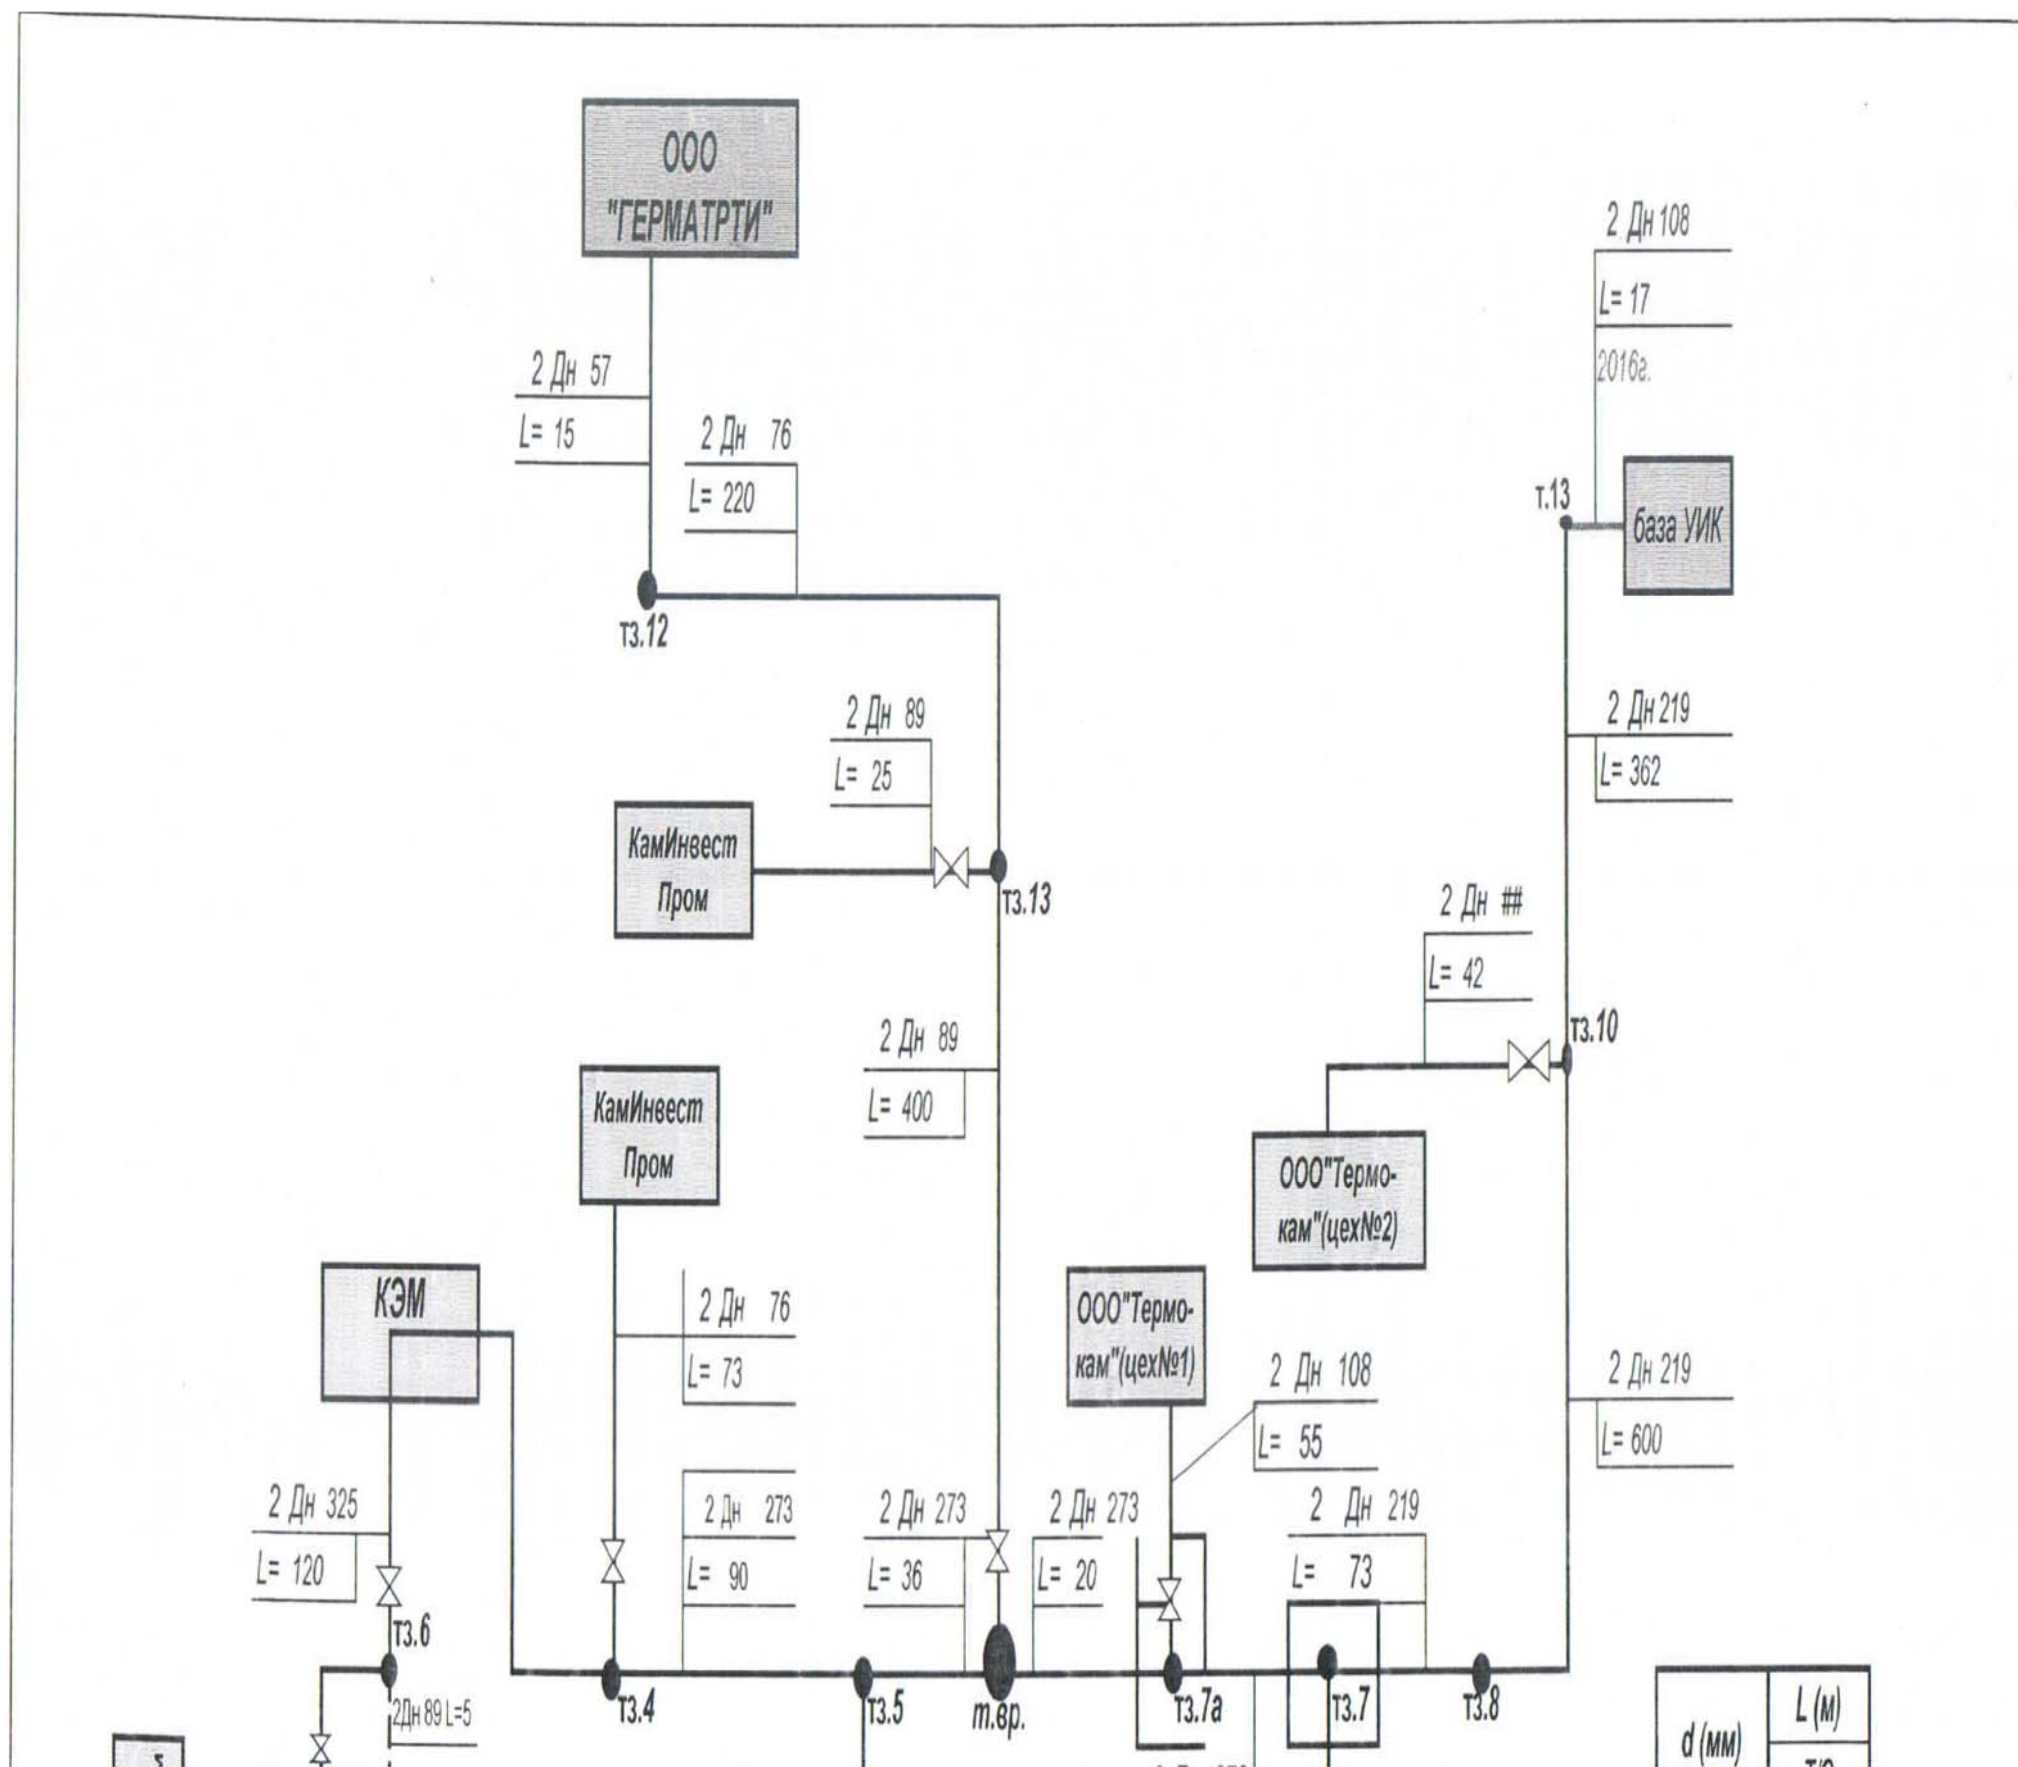 ООО
"ГЕРМАТРТИ"
2 Дн 108
L= 17
2016г.
2 Дн 57
L= 15
2 Дн 76
L= 220
т.13
база УИК
тз.12
2 Дн 89
L= 25
2 Дн 219
L= 362
КамИнвест
Пром
тз.13
2 Дн ##
L= 42
тз.10
2 Дн 89
L= 400
КамИнвест
Пром
ООО"Термо-
кам"(цех№2)
КЭМ
2 Дн 76
L= 73
ООО"Термо-
кам"(цех№1)
2 Дн 108
L= 55
2 Дн 219
L= 600
2 Дн 325
L= 120
2 Дн 273
L= 90
2 Дн 273
L= 36
2 Дн 273
L= 20
2 Дн 219
L= 73
тз.6
2Дн 89 L=5
тз.4
тз.5
т.вр.
тз.7а
тз.7
тз.8
d (мм)
L (м)